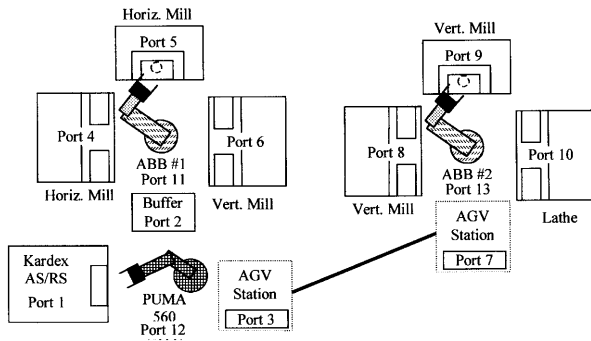 Horiz. Mill
Port 5
Vert. Mill
Port 9
Port 4
Port 6
ABB #1
Port 11
Horiz. Mill
Buffer
Port 2
Vert. Mill
Port 8
Port 10
ABB #2
Port 13
Vert. Mill
Lathe
AGV
Station
Port 7
Kardex
AS/RS
Port 1
PUMA
560
Port 12
AGV
Station
Port 3